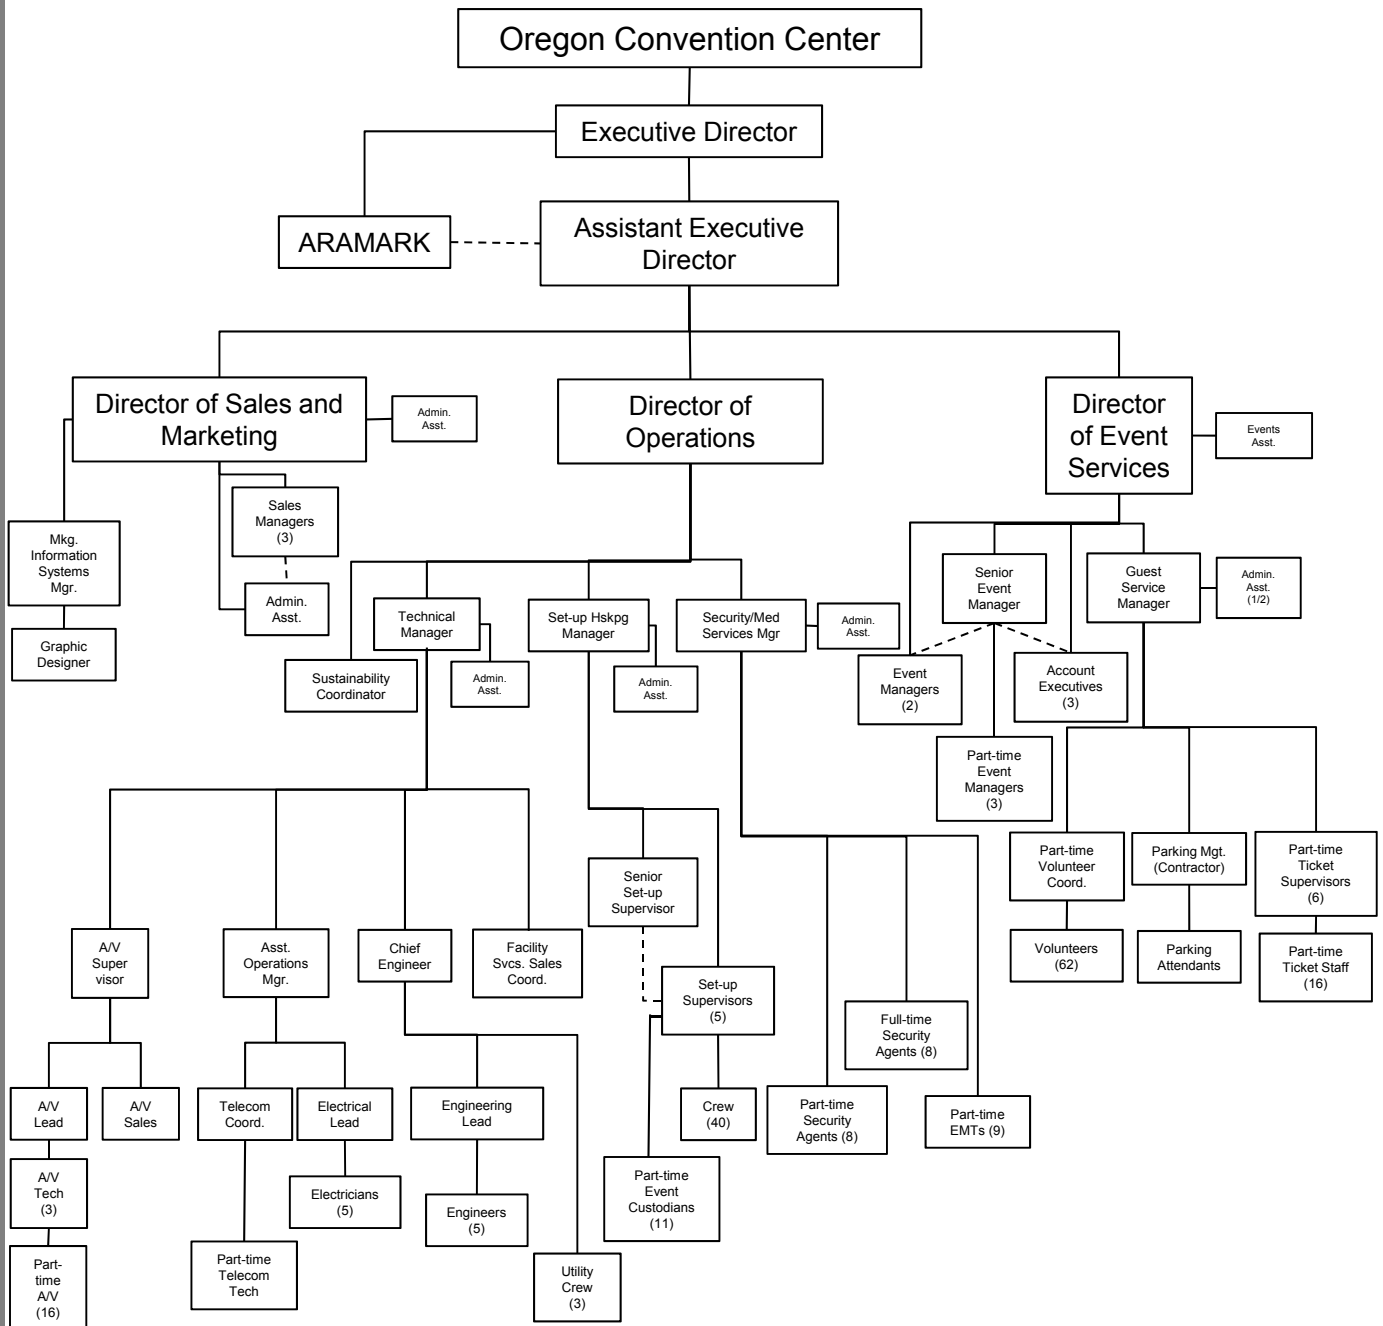 Oregon Convention Center
Executive Director
ARAMARK
Assistant Executive
Director
Director of Sales and
Marketing
Admin.
Asst.
Director of
Operations
Director
of Event
Services
Events
Asst.
Sales
Managers
(3)
Mkg.
Information
Systems
Mgr.
Admin.
Asst.
Graphic
Designer
Technical
Manager
Set-up Hskpg
Manager
Security/Med
Services Mgr
Admin.
Asst.
Sustainability
Coordinator
Admin.
Asst.
Admin.
Asst.
Senior
Event
Manager
Guest
Service
Manager
Admin.
Asst.
(1/2)
Event
Managers
(2)
Account
Executives
(3)
Part-time
Event
Managers
(3)
Part-time
Volunteer
Coord.
Parking Mgt.
(Contractor)
Part-time
Ticket
Supervisors
(6)
Volunteers
(62)
Parking
Attendants
Part-time
Ticket Staff
(16)
Senior
Set-up
Supervisor
A/V
Super
visor
Asst.
Operations
Mgr.
Chief
Engineer
Facility
Svcs. Sales
Coord.
Set-up
Supervisors
(5)
Full-time
Security
Agents (8)
A/V
Lead
A/V
Sales
Telecom
Coord.
Electrical
Lead
Engineering
Lead
Crew
(40)
Part-time
Security
Agents (8)
Part-time
EMTs (9)
A/V
Tech
(3)
Electricians
(5)
Engineers
(5)
Part-time
Event
Custodians
(11)
Part-
time
A/V
(16)
Part-time
Telecom
Tech
Utility
Crew
(3)